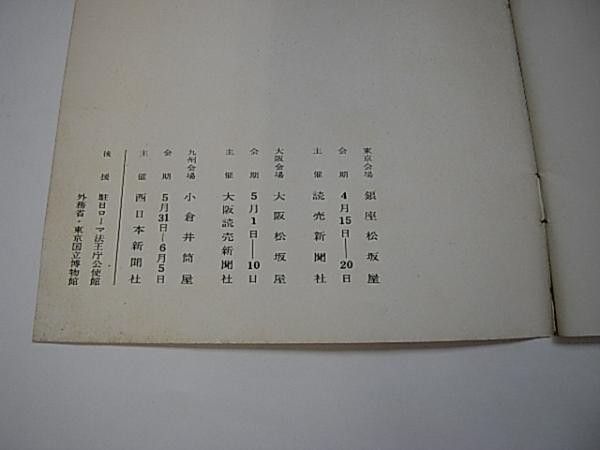 東京会場 銀座松坂屋
会期 4月15日―20日
主催 読売新聞社
大阪会場 大阪松坂屋
会期 5月1日―10日
主催 大阪読売新聞社
九州会場 小倉井筒屋
会期 5月31日―6月5日
主催 西日本新聞社
後援 駐日ローマ法王庁公使館
外務省・東京国立博物館